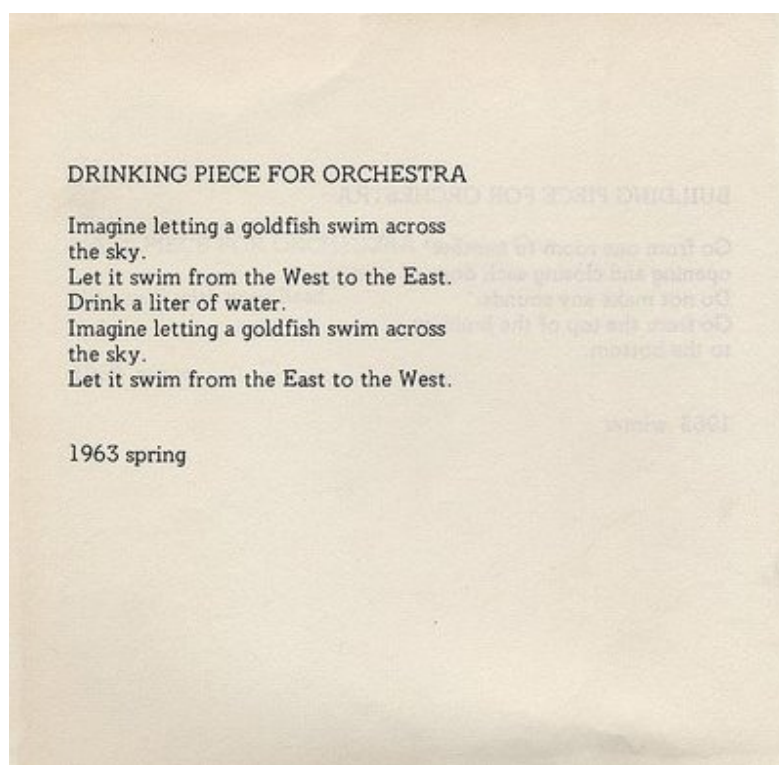 DRINKING PIECE FOR ORCHESTRA
Imagine letting a goldfish swim across
the sky.
Let it swim from the West to the East.
Drink a liter of water.
Imagine letting a goldfish swim across
the sky.
Let it swim from the East to the West.
1963 spring